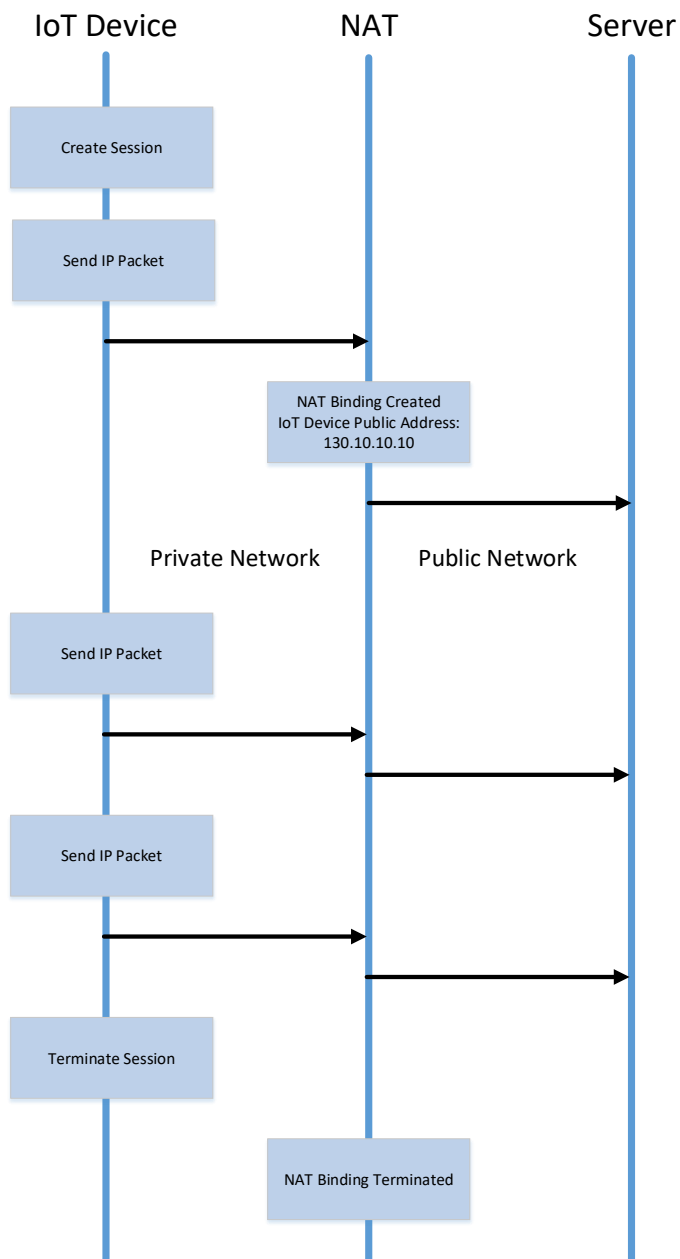 IoT Device
NAT
Server
Create Session
Send IP Packet
NAT Binding Created
IoT Device Public Address:
130.10.10.10
Private Network
Public Network
Send IP Packet
Send IP Packet
Terminate Session
NAT Binding Terminated